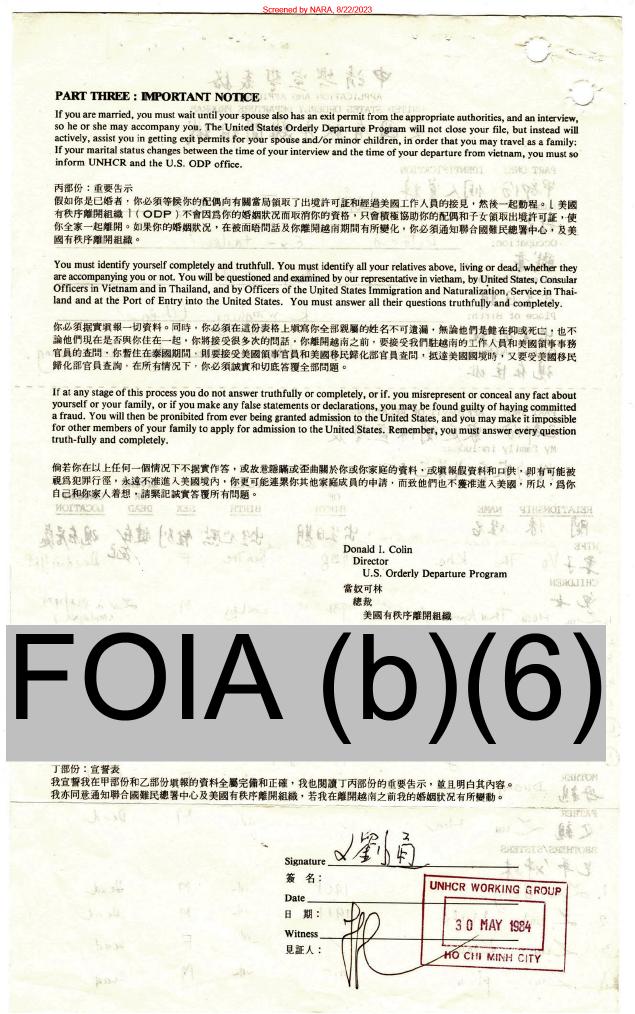 Screened by NARA, 8/22/2023
PART THREE : IMPORTANT NOTICE
If you are married, you must wait until your spouse also has an exit permit from the appropriate authorities, and an interview,
so he or she may accompany you. The United States Orderly Departure Program will not close your file, but instead will
actively, assist you in getting exit permits for your spouse and/or minor children, in order that you may travel as a family:
If your marital status changes between the time of your interview and the time of your departure from vietnam, you must so
inform UNHCR and the U.S. ODP office.
丙部份：重要告示
假如你是已婚者，你必須等候你的配偶向有關當局領取了出境許可証和經過美國工作人員的接見，然後一起動程。⌊美國
有秩序離開組織⌉(ODP) 不會因爲你的婚姻狀況而取消你的資格，只會積極協助你的配偶和子女領取出境許可証，使
你全家一起離開。如果你的婚姻狀況，在被面唔問話及你離開越南期間有所變化，你必須通知聯合國難民總署中心，及美
國有秩序離開組織。
You must identify yourself completely and truthfull. You must identify all your relatives above, living or dead, whether they
are accompanying you or not. You will be questioned and examined by our representative in vietham, by United States, Consular
Officers in Vietnam and in Thailand, and by Officers of the United States Immigration and Naturalization, Service in Thai-
land and at the Port of Entry into the United States. You must answer all their questions truthfully and completely.
你必須据實填報一切資料。同時，你必須在這份表格上填寫你全部親屬的姓名不可遺漏，無論他們是健在抑或死亡，也不
論他們現在是否與你住在一起，你將接受很多次的問話，你離開越南之前，要接受我們駐越南的工作人員和美國領事事務
官員的查問，你暫住在泰國期間，則要接受美國領事官員和美國移民歸化部官員查問，抵達美國國境時，又要受美國移民
歸化部官員查詢，在所有情況下，你必須誠實和切底答覆全部問題。
If at any stage of this process you do not answer truthfully or completely, or if. you misrepresent or conceal any fact about
yourself or your family, or if you make any false statements or declarations, you may be found guilty of haying committed
a fraud. You will then be prohibited from ever being granted admission to the United States, and you may make it impossible
for other members of your family to apply for admission to the United States. Remember, you must answer every question
truth-fully and completely.
倘若你在以上任何一個情況下不据實作答，或故意隱瞞或歪曲關於你或你家庭的資料，或填報假資料和口供，即有可能被
視爲犯罪行徑，永遠不准進入美國境內，你更可能連累你其他家庭成員的申請，而致他們也不獲准進入美國，所以，爲你
自己和你家人着想，請緊記誠實答覆所有問題。
Donald I. Colin
Director
U.S. Orderly Departure Program
當奴可林
總裁
美國有秩序離開組織
FOIA (b)(6)
丁部份：宣誓表
我宣誓我在甲部份和乙部份填報的資料全屬完備和正確，我也閱讀了丙部份的重要告示，並且明白其內容。
我亦同意通知聯合國難民總署中心及美國有秩序離開組織，若我在離開越南之前我的婚姻狀況有所變動。
Signature
簽 名：
Date
日 期：
Witness
見証人：
UNHCR WORKING GROUP
30 MAY 1984
HO CHI MINH CITY